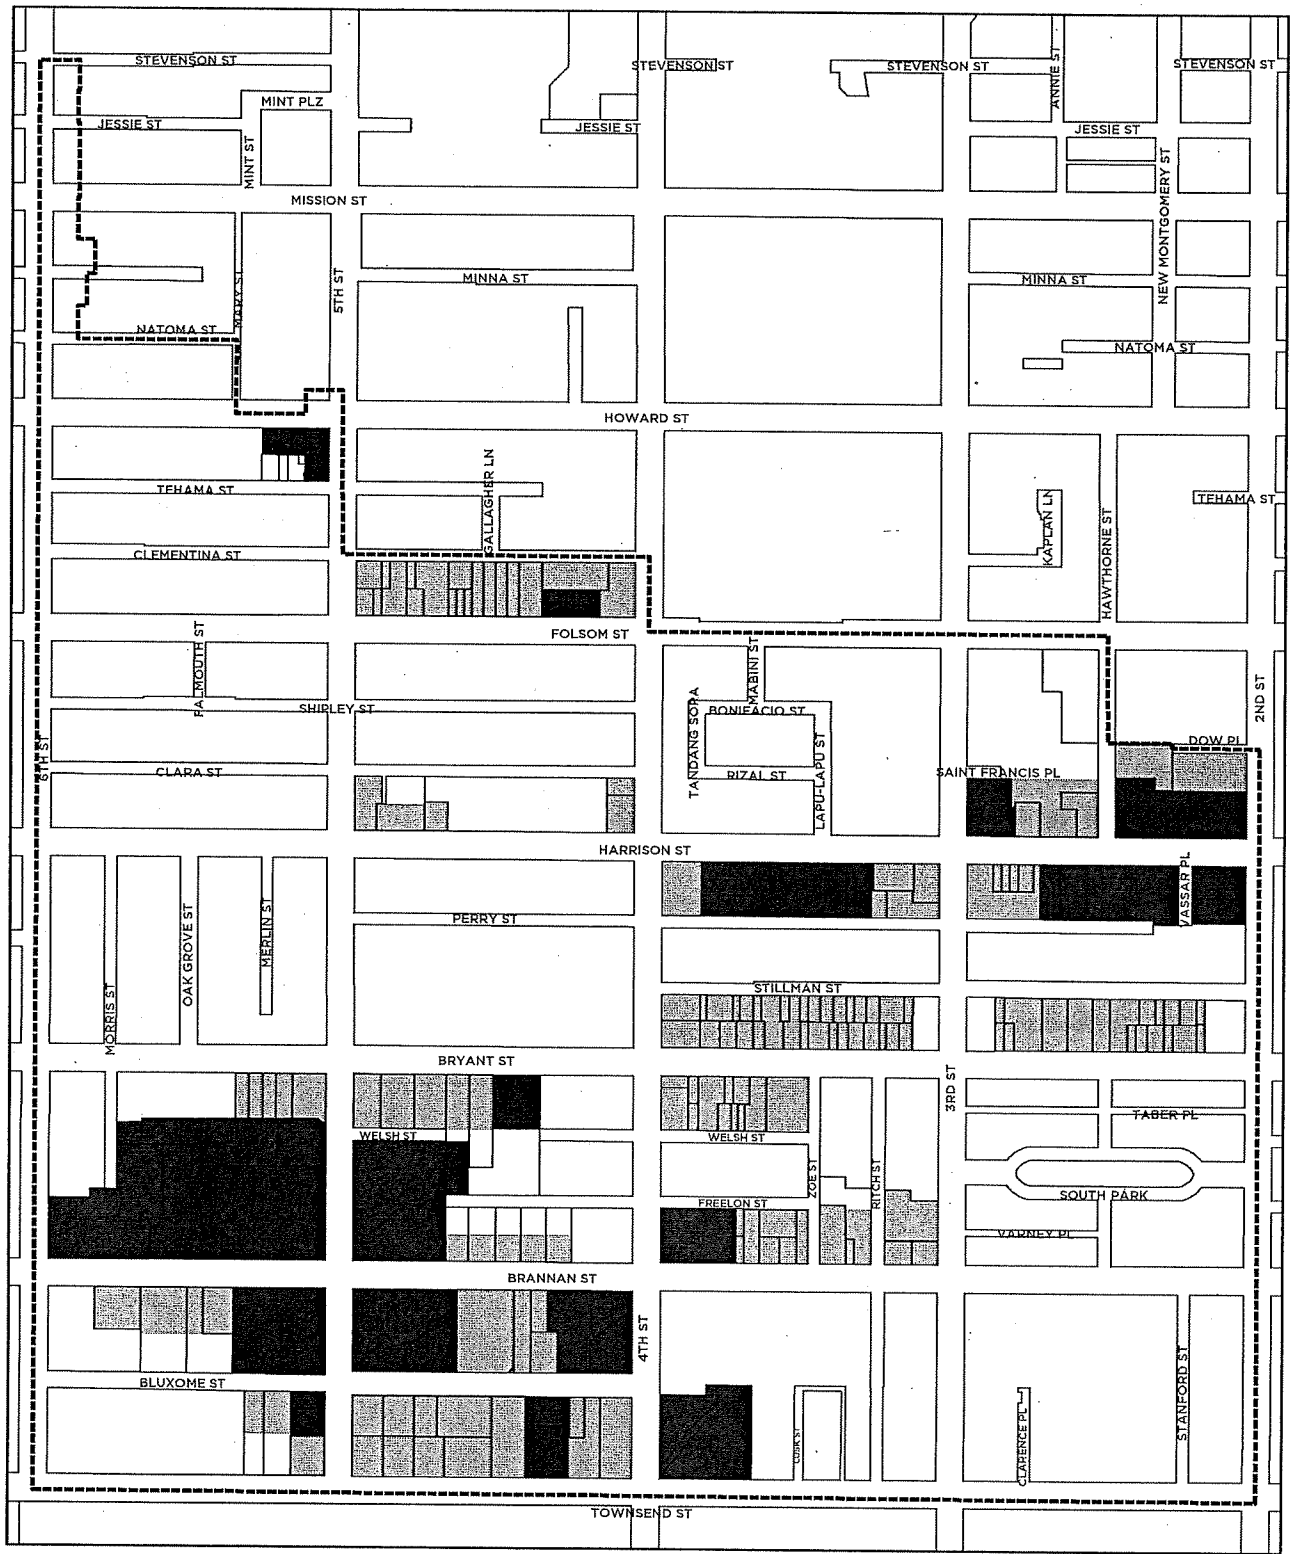 STEVENSON ST
STEVENSON ST
STEVENSON ST
STEVENSON ST
ANNIE ST
MINT PLZ
JESSIE ST
JESSIE ST
JESSIE ST
MINT ST
MISSION ST
NEW MONTGOMERY ST
MARY ST
5TH ST
MINNA ST
MINNA ST
NATOMA ST
NATOMA ST
HOWARD ST
TEHAMA ST
GALLAGHER LN
KAPLAN LN
HAWTHORNE ST
TEHAMA ST
CLEMENTINA ST
FOLSOM ST
FALMOUTH ST
MABINI ST
SHIPLEY ST
TANDANG SORA
BONIFACIO ST
2ND ST
DOW PL
6TH ST
CLARA ST
RIZAL ST
LAPU-LAPU ST
SAINT FRANCIS PL
HARRISON ST
VASSAR PL
PERRY ST
OAK GROVE ST
MERLIN ST
MORRIS ST
STILLMAN ST
BRYANT ST
3RD ST
TABER PL
WELSH ST
WELSH ST
ZOE ST
RITCH ST
SOUTH PARK
FREELON ST
VARNEY PL
BRANNAN ST
4TH ST
BLUXOME ST
LUSK ST
CLARENCE PL
STANFORD ST
TOWNSEND ST